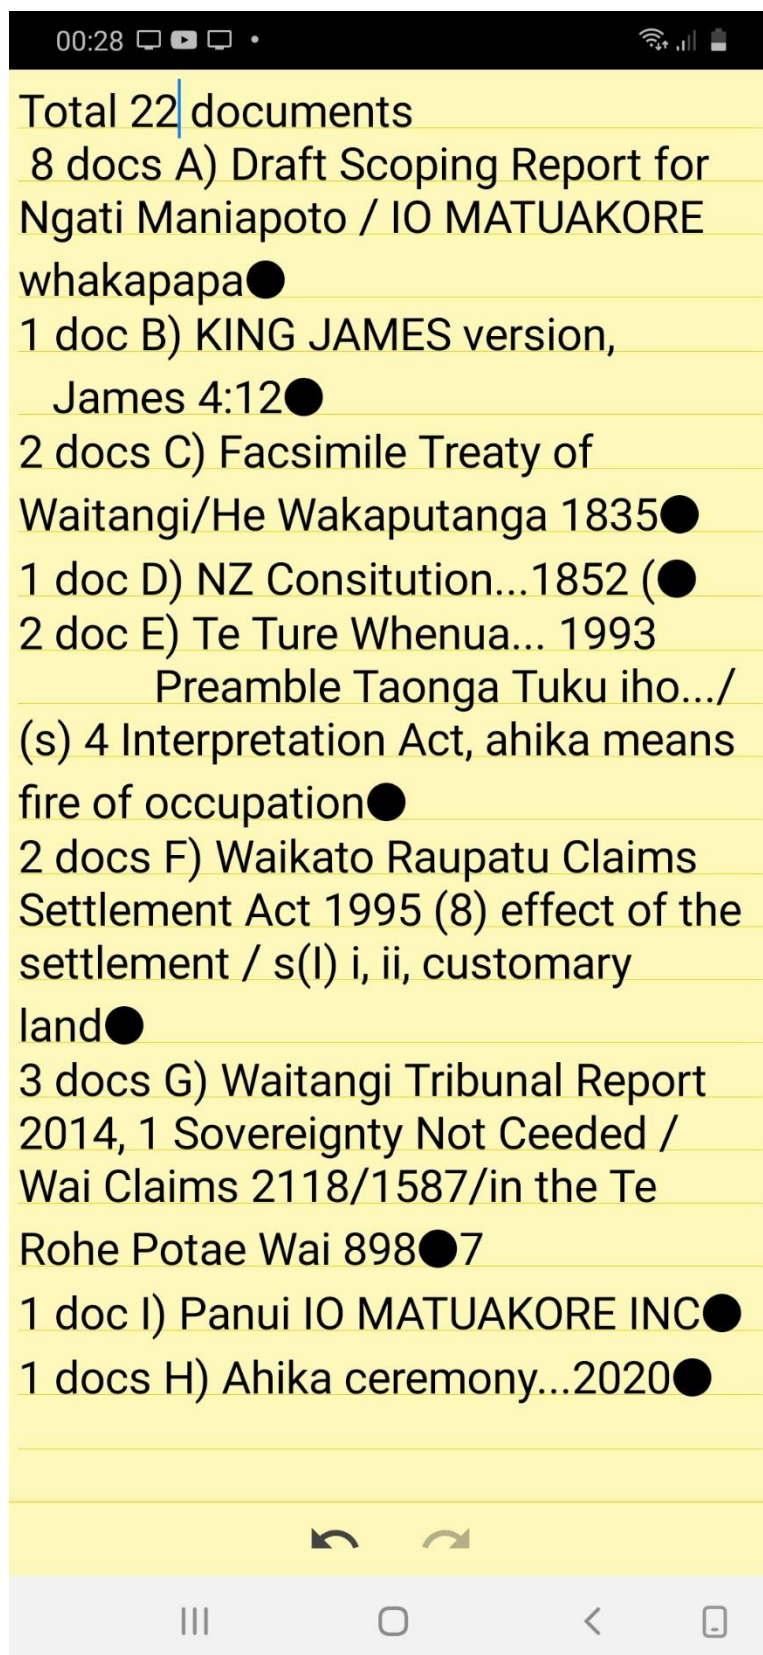 00:28
Total 22 documents
8 docs A) Draft Scoping Report for
Ngati Maniapoto / IO MATUAKORE
whakapapa●
1 doc B) KING JAMES version,
James 4:12●
2 docs C) Facsimile Treaty of
Waitangi/He Wakaputanga 1835●
1 doc D) NZ Consitution...1852 (●
2 doc E) Te Ture Whenua... 1993
Preamble Taonga Tuku iho.../
(s) 4 Interpretation Act, ahika means
fire of occupation●
2 docs F) Waikato Raupatu Claims
Settlement Act 1995 (8) effect of the
settlement / s(I) i, ii, customary
land●
3 docs G) Waitangi Tribunal Report
2014, 1 Sovereignty Not Ceeded /
Wai Claims 2118/1587/in the Te
Rohe Potae Wai 898●7
1 doc I) Panui IO MATUAKORE INC●
1 docs H) Ahika ceremony...2020●